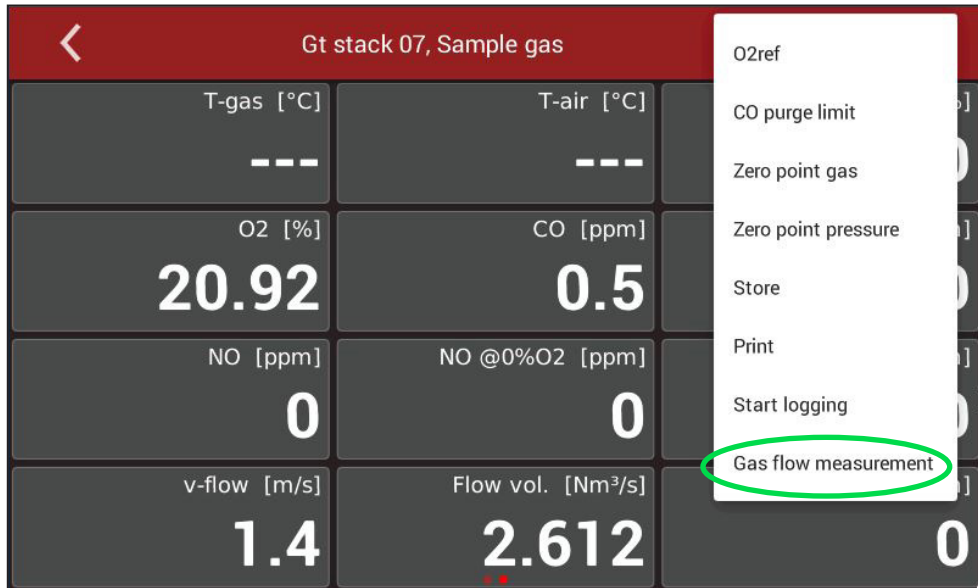 Gt stack 07, Sample gas
O2ref
CO purge limit
Zero point gas
Zero point pressure
Store
Print
Start logging
Gas flow measurement
T-gas [°C]
T-air [°C]
---
---
O2 [%]
CO [ppm]
20.92
0.5
NO [ppm]
NO @0%O2 [ppm]
0
0
v-flow [m/s]
Flow vol. [Nm³/s]
1.4
2.612
0